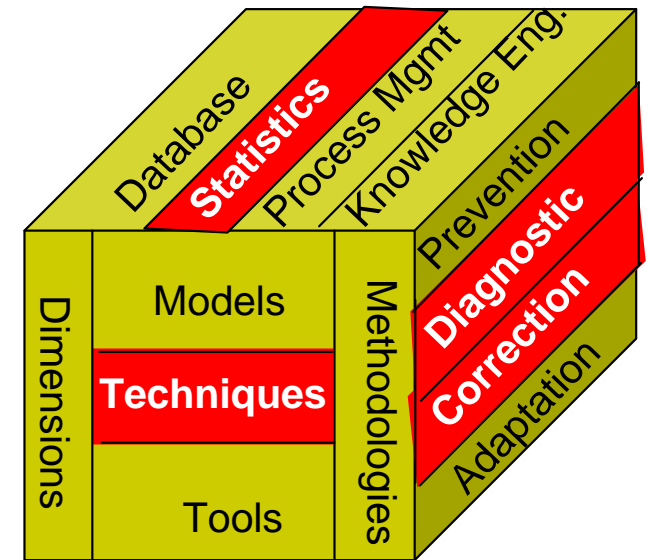 Database
Statistics
Process Mgmt
Knowledge Eng.
Prevention
Diagnostic
Correction
Adaptation
Dimensions
Models
Techniques
Tools
Methodologies